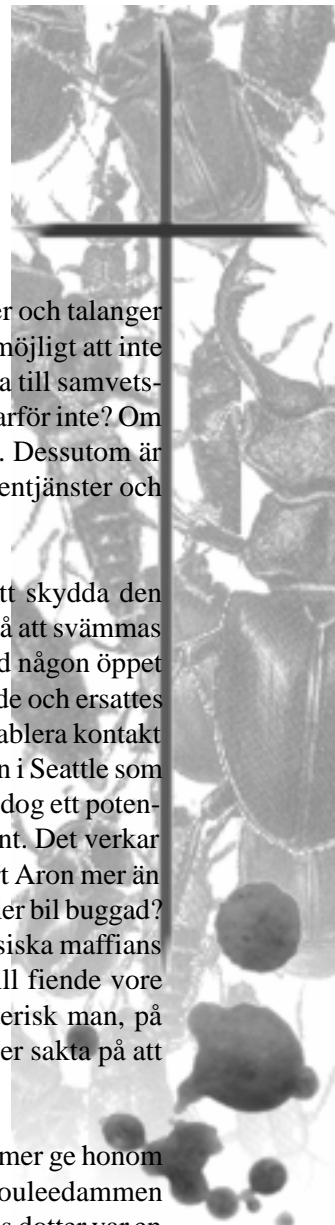 er och talanger
möjligt att inte
a till samvets-
arför inte? Om
. Dessutom är
entjänster och
tt skydda den
å att svämmas
d någon öppet
de och ersattes
ablera kontakt
n i Seattle som
dog ett poten-
nt. Det verkar
rt Aron mer än
ler bil buggad?
siska maffians
ill fiende vore
erisk man, på
er sakta på att
mer ge honom
ouleedammen
s dotter var en